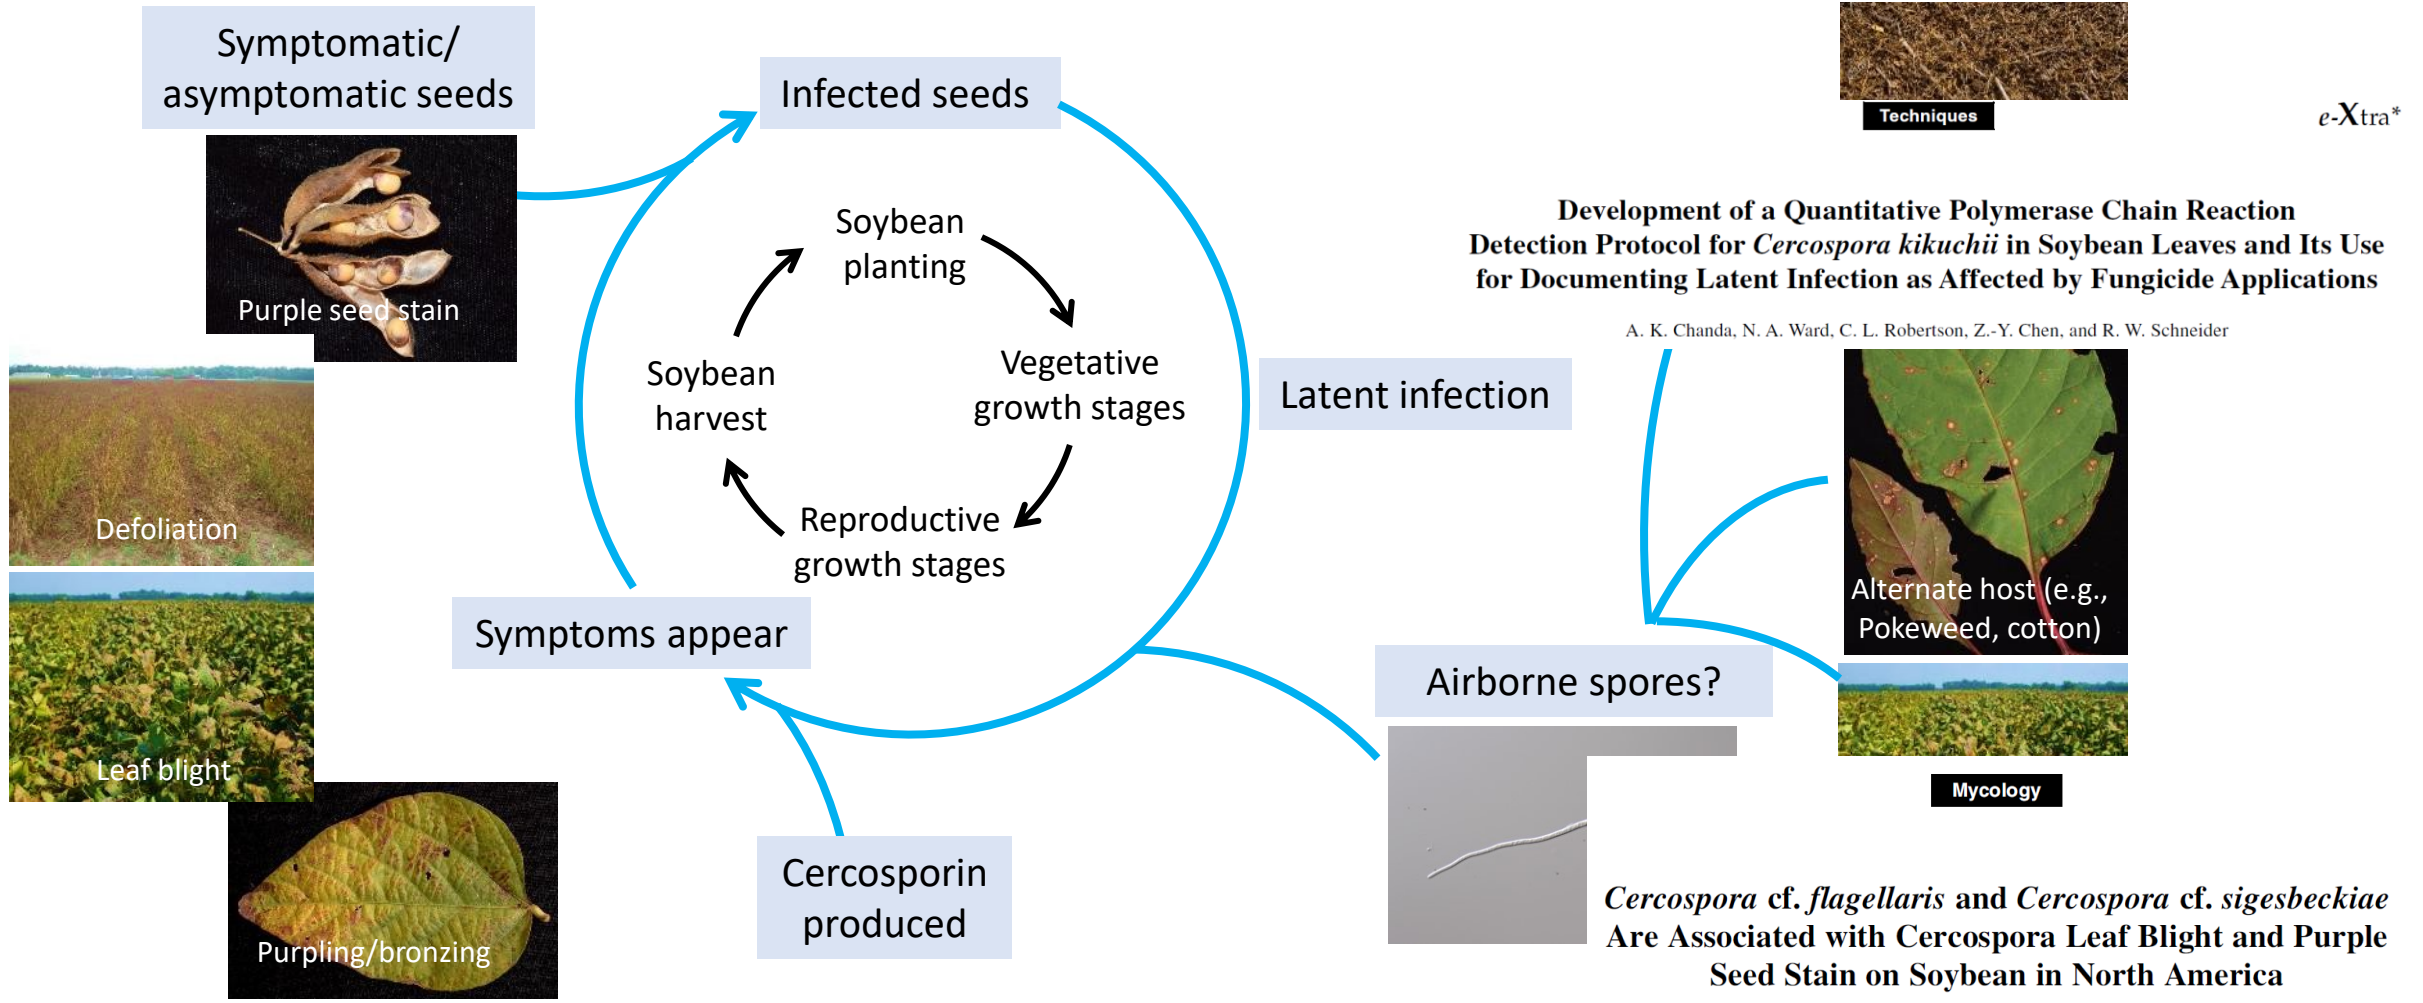 Symptomatic/
asymptomatic seeds
Purple seed stain
Defoliation
Leaf blight
Purpling/bronzing
Infected seeds
Soybean
planting
Vegetative
growth stages
Reproductive
growth stages
Soybean
harvest
Symptoms appear
Cercosporin
produced
Latent infection
Airborne spores?
Techniques
e-Xtra*
Development of a Quantitative Polymerase Chain Reaction
Detection Protocol for Cercospora kikuchii in Soybean Leaves and Its Use
for Documenting Latent Infection as Affected by Fungicide Applications
A. K. Chanda, N. A. Ward, C. L. Robertson, Z.-Y. Chen, and R. W. Schneider
Alternate host (e.g.,
Pokeweed, cotton)
Mycology
Cercospora cf. flagellaris and Cercospora cf. sigesbeckiae
Are Associated with Cercospora Leaf Blight and Purple
Seed Stain on Soybean in North America